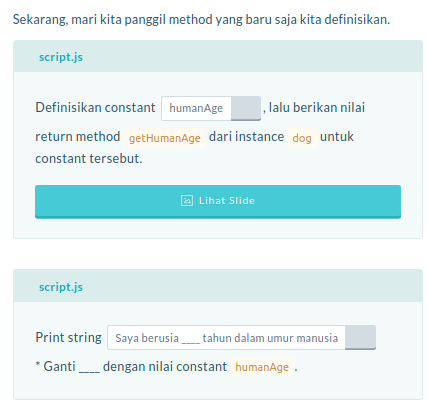 Sekarang, mari kita panggil method yang baru saja kita definisikan.
script.js
Definisikan constant humanAge , lalu berikan nilai
return method getHumanAge dari instance dog untuk
constant tersebut.
Lihat Slide
script.js
Print string Saya berusia ____ tahun dalam umur manusia
* Ganti ____ dengan nilai constant humanAge .